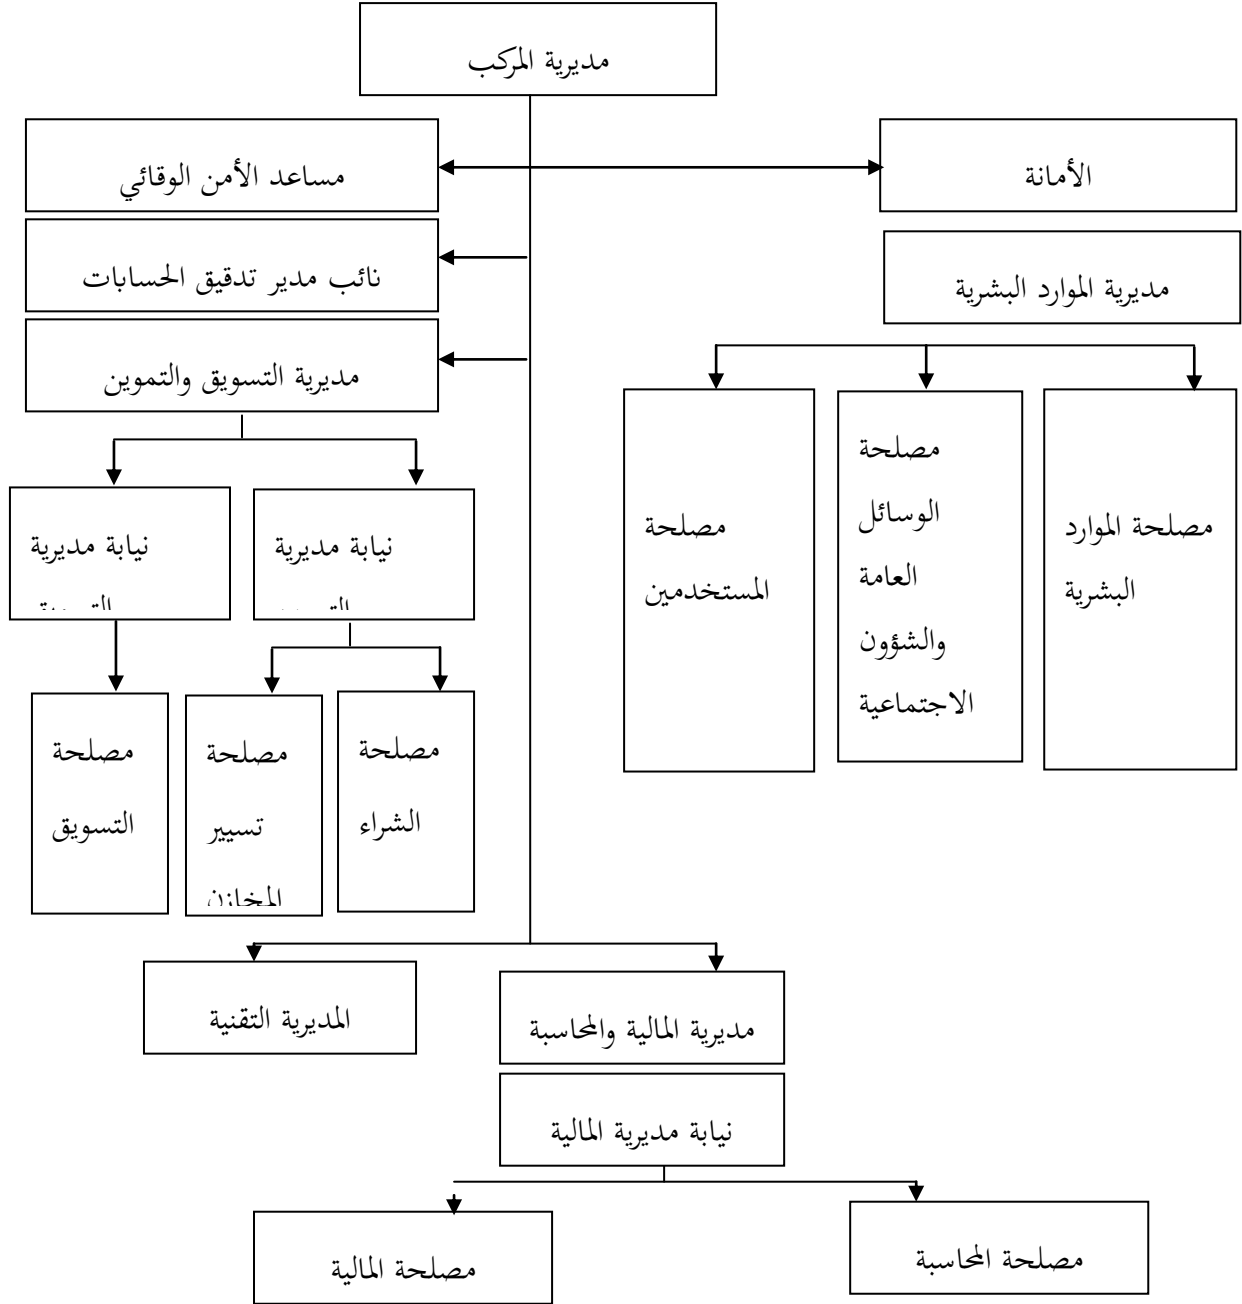 مديرية المركب
الأمانة
مساعد الأمن الوقائي
مديرية الموارد البشرية
نائب مدير تدقيق الحسابات
مديرية التسويق والتموين
مصلحة الموارد
البشرية
مصلحة
الوسائل
العامة
والشؤون
الاجتماعية
مصلحة
المستخدمين
نيابة مديرية
نيابة مديرية
مصلحة
الشراء
مصلحة
تسيير
المخازن
مصلحة
التسويق
مديرية المالية والمحاسبة
المديرية التقنية
نيابة مديرية المالية
مصلحة المحاسبة
مصلحة المالية